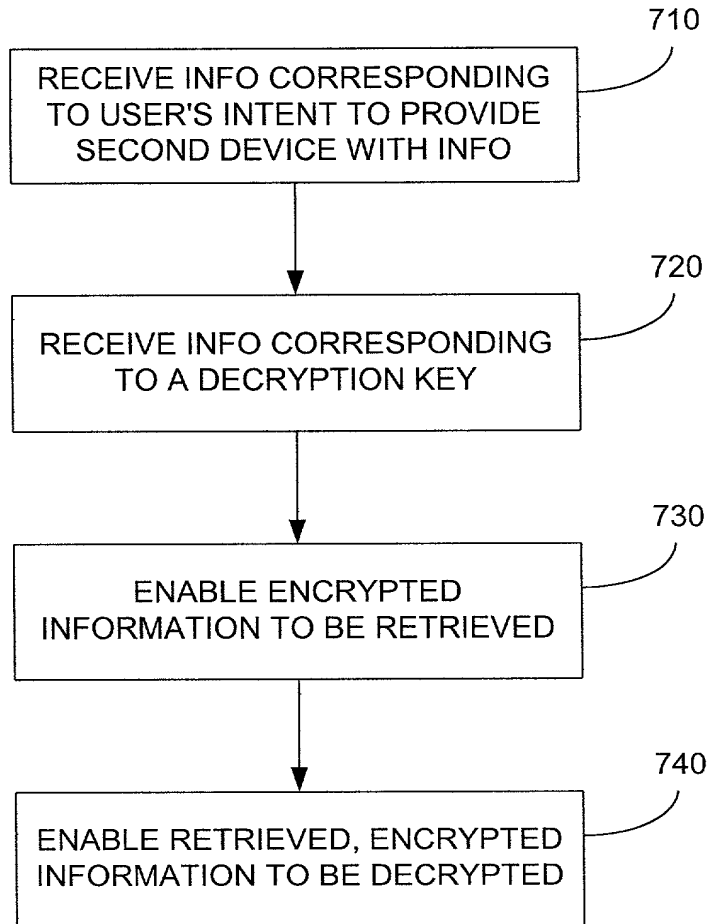 710
RECEIVE INFO CORRESPONDING
TO USER'S INTENT TO PROVIDE
SECOND DEVICE WITH INFO
720
RECEIVE INFO CORRESPONDING
TO A DECRYPTION KEY
730
ENABLE ENCRYPTED
INFORMATION TO BE RETRIEVED
740
ENABLE RETRIEVED, ENCRYPTED
INFORMATION TO BE DECRYPTED